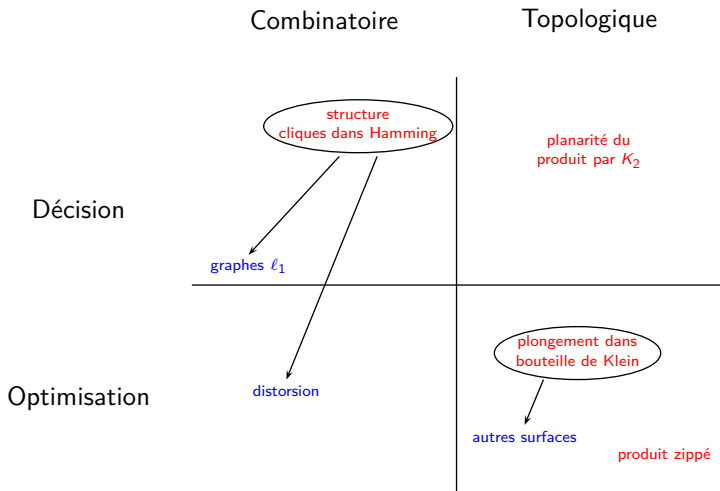 Combinatoire
Topologique
structure
cliques dans Hamming
planarité du
produit par K₂
Décision
graphes ℓ₁
plongement dans
bouteille de Klein
Optimisation
distorsion
autres surfaces
produit zippé